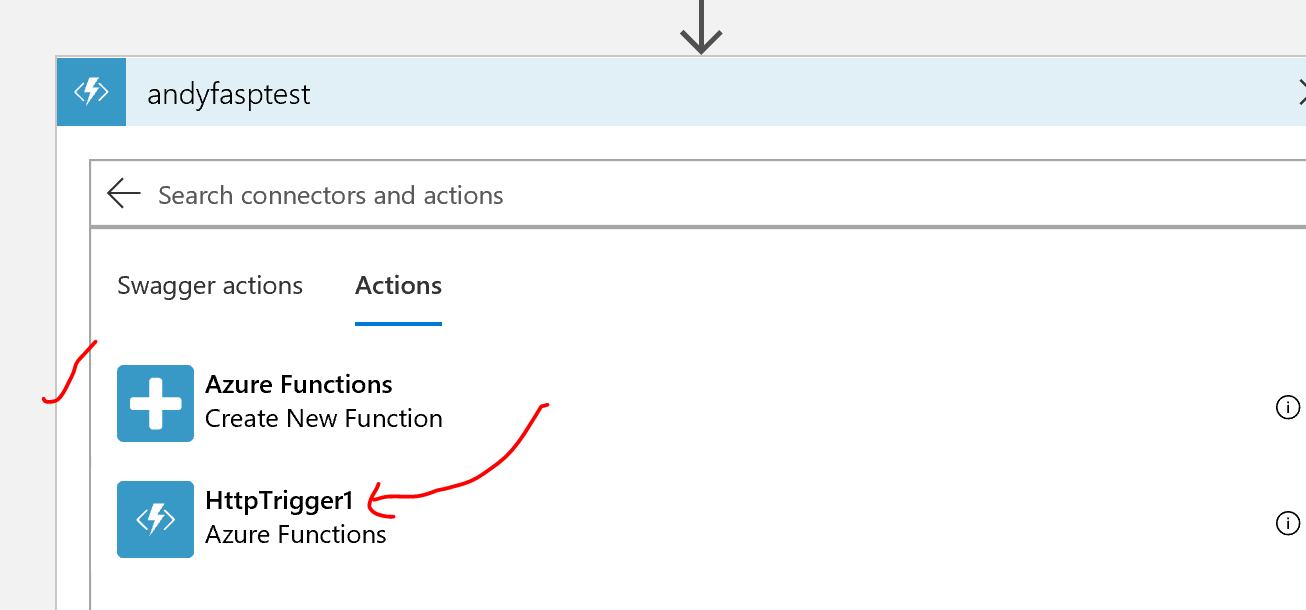 andyfasptest
Search connectors and actions
Swagger actions Actions
Azure Functions
Create New Function
HttpTrigger1
Azure Functions